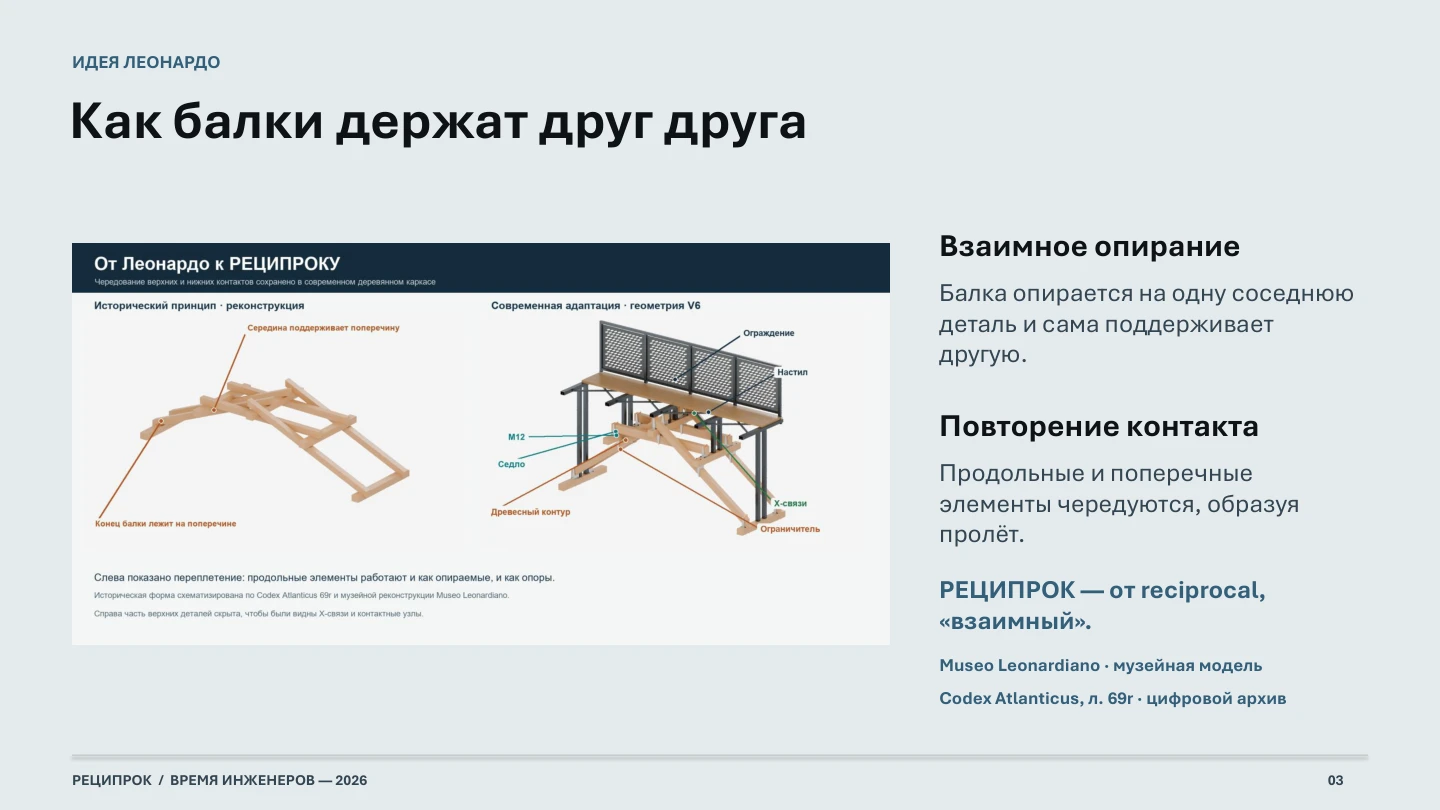 ИДЕЯ ЛЕОНАРДО
Как балки держат друг друга
От Леонардо к РЕЦИПРОКУ
Чередование верхних и нижних контактов сохранено в современном деревянном каркасе
Исторический принцип · реконструкция
Середина поддерживает поперечину
Конец балки лежит на поперечине
Современная адаптация · геометрия V6
Ограждение
Настил
М12
Седло
Древесный контур
X-связи
Ограничитель
Слева показано переплетение: продольные элементы работают и как опираемые, и как опоры.
Историческая форма схематизирована по Codex Atlanticus 69r и музейной реконструкции Museo Leonardiano.
Справа часть верхних деталей скрыта, чтобы были видны X-связи и контактные узлы.
Взаимное опирание
Балка опирается на одну соседнюю
деталь и сама поддерживает
другую.
Повторение контакта
Продольные и поперечные
элементы чередуются, образуя
пролёт.
РЕЦИПРОК — от reciprocal,
«взаимный».
Museo Leonardiano · музейная модель
Codex Atlanticus, л. 69r · цифровой архив
РЕЦИПРОК / ВРЕМЯ ИНЖЕНЕРОВ — 2026
03